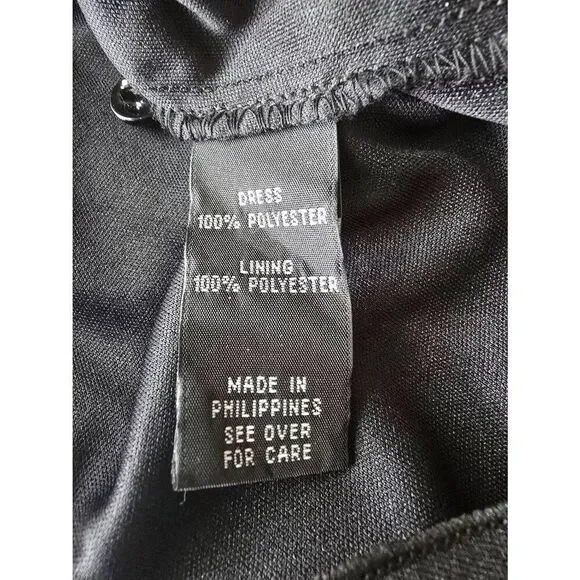 DRESS
100% POLYESTER
LINING
100% POLYESTER
MADE IN
PHILIPPINES
SEE OVER
FOR CARE